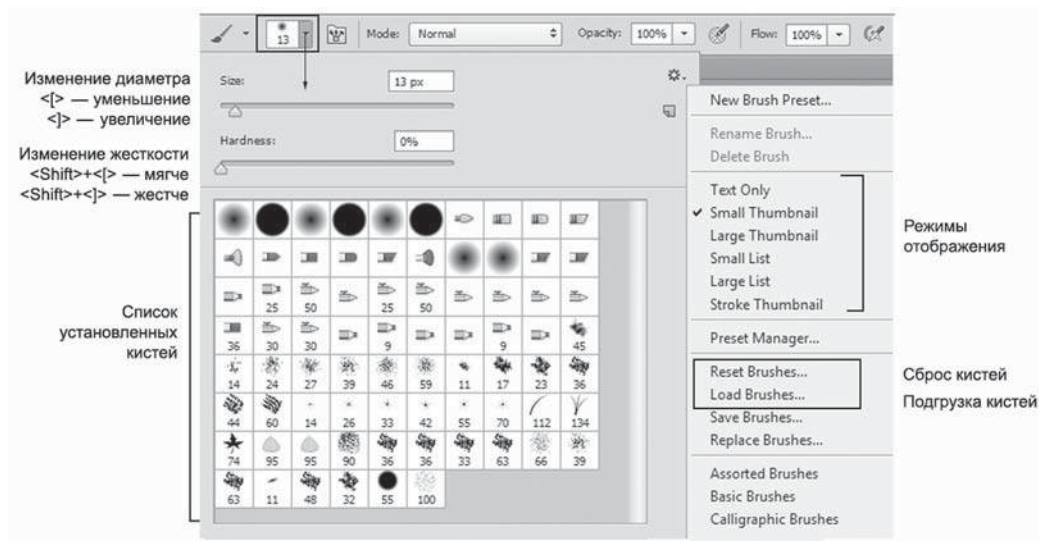 13
Mode: Normal
Opacity: 100%
Flow: 100%
Изменение диаметра
<[> — уменьшение
<]> — увеличение
Size: 13 px
Изменение жесткости
<Shift>+<[> — мягче
<Shift>+<]> — жестче
Hardness: 0%
Список
установленных
кистей
25 50 25 50
36 30 30 9 9 45
14 24 27 39 46 59 11 17 23 36
44 60 14 26 33 42 55 70 112 134
74 95 95 90 36 36 33 63 66 39
63 11 48 32 55 100
New Brush Preset...
Rename Brush...
Delete Brush
Text Only
Small Thumbnail
Large Thumbnail
Small List
Large List
Stroke Thumbnail
Режимы
отображения
Preset Manager...
Reset Brushes...
Load Brushes...
Сброс кистей
Подгрузка кистей
Save Brushes...
Replace Brushes...
Assorted Brushes
Basic Brushes
Calligraphic Brushes